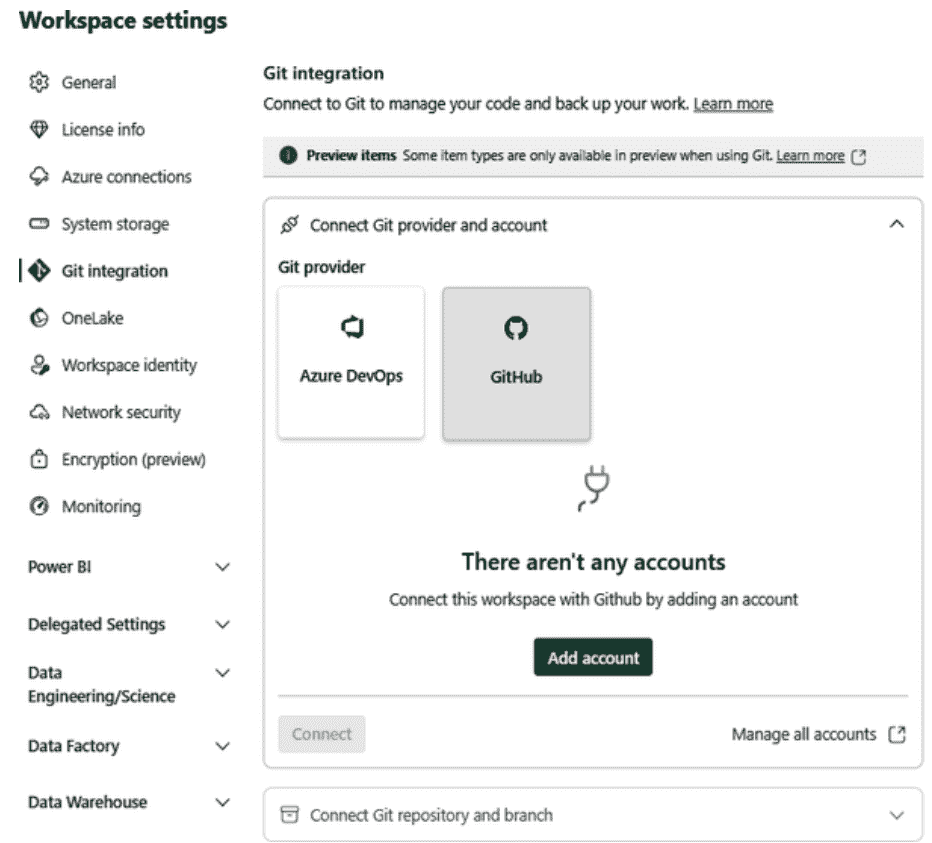 Workspace settings
General
License info
Azure connections
System storage
Git integration
OneLake
Workspace identity
Network security
Encryption (preview)
Monitoring
Power BI
Delegated Settings
Data
Engineering/Science
Data Factory
Data Warehouse
Git integration
Connect to Git to manage your code and back up your work. Learn more
Preview items Some item types are only available in preview when using Git. Learn more
Connect Git provider and account
Git provider
Azure DevOps
GitHub
There aren't any accounts
Connect this workspace with Github by adding an account
Add account
Connect
Manage all accounts
Connect Git repository and branch